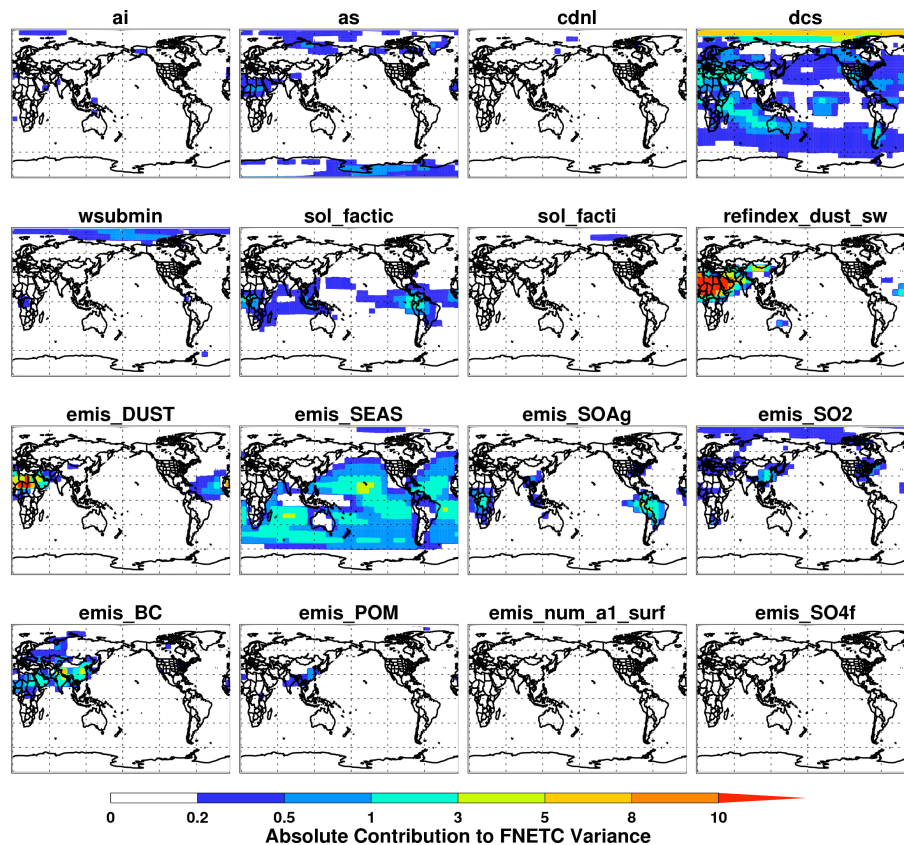 ai as cdnl dcs
wsubmin sol_factic sol_facti refindex_dust_sw
emis_DUST emis_SEAS emis_SOAg emis_SO2
emis_BC emis_POM emis_num_a1_surf emis_SO4f
0 0.2 0.5 1 3 5 8 10
Absolute Contribution to FNETC Variance